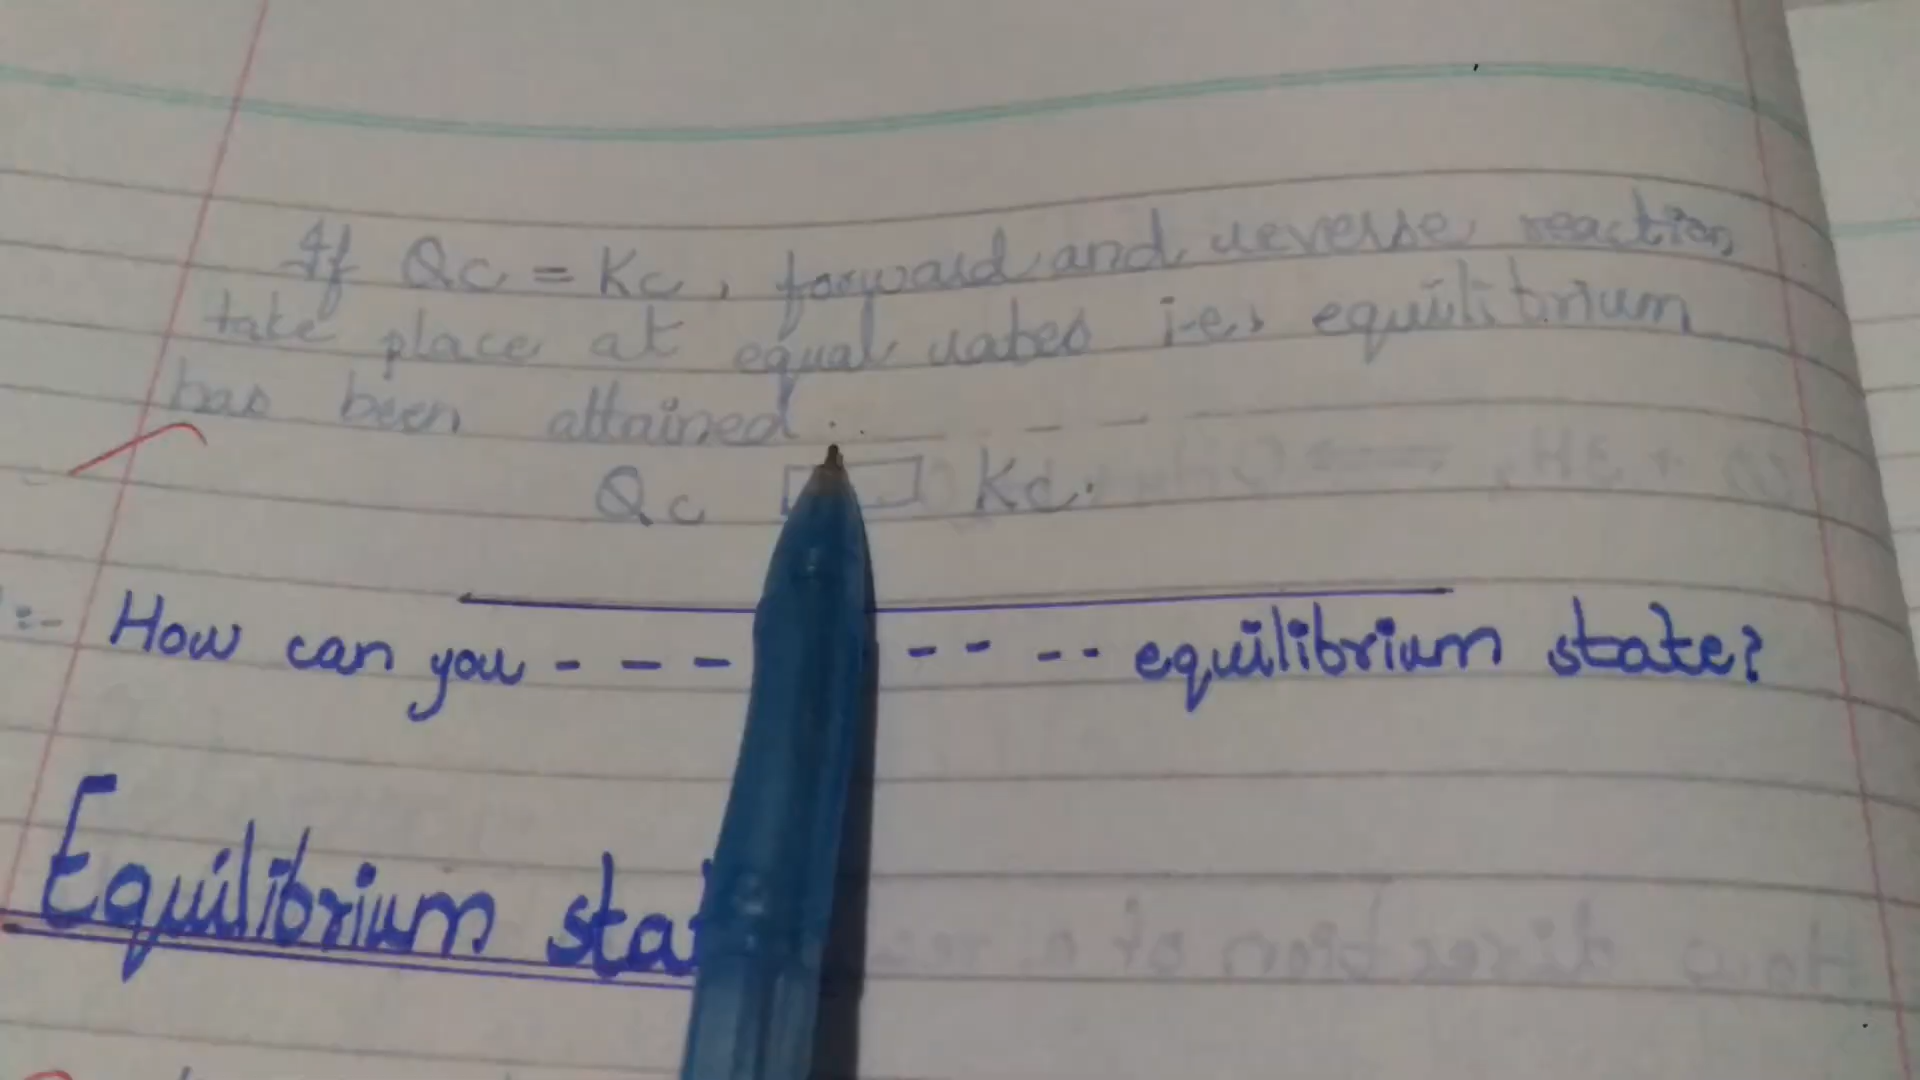 If Qc = Kc, forward and reverse reaction
take place at equal rates i.e., equilibrium
has been attained.
Qc Kc.
:- How can you - - - - - - - equilibrium state?
Equilibrium stat